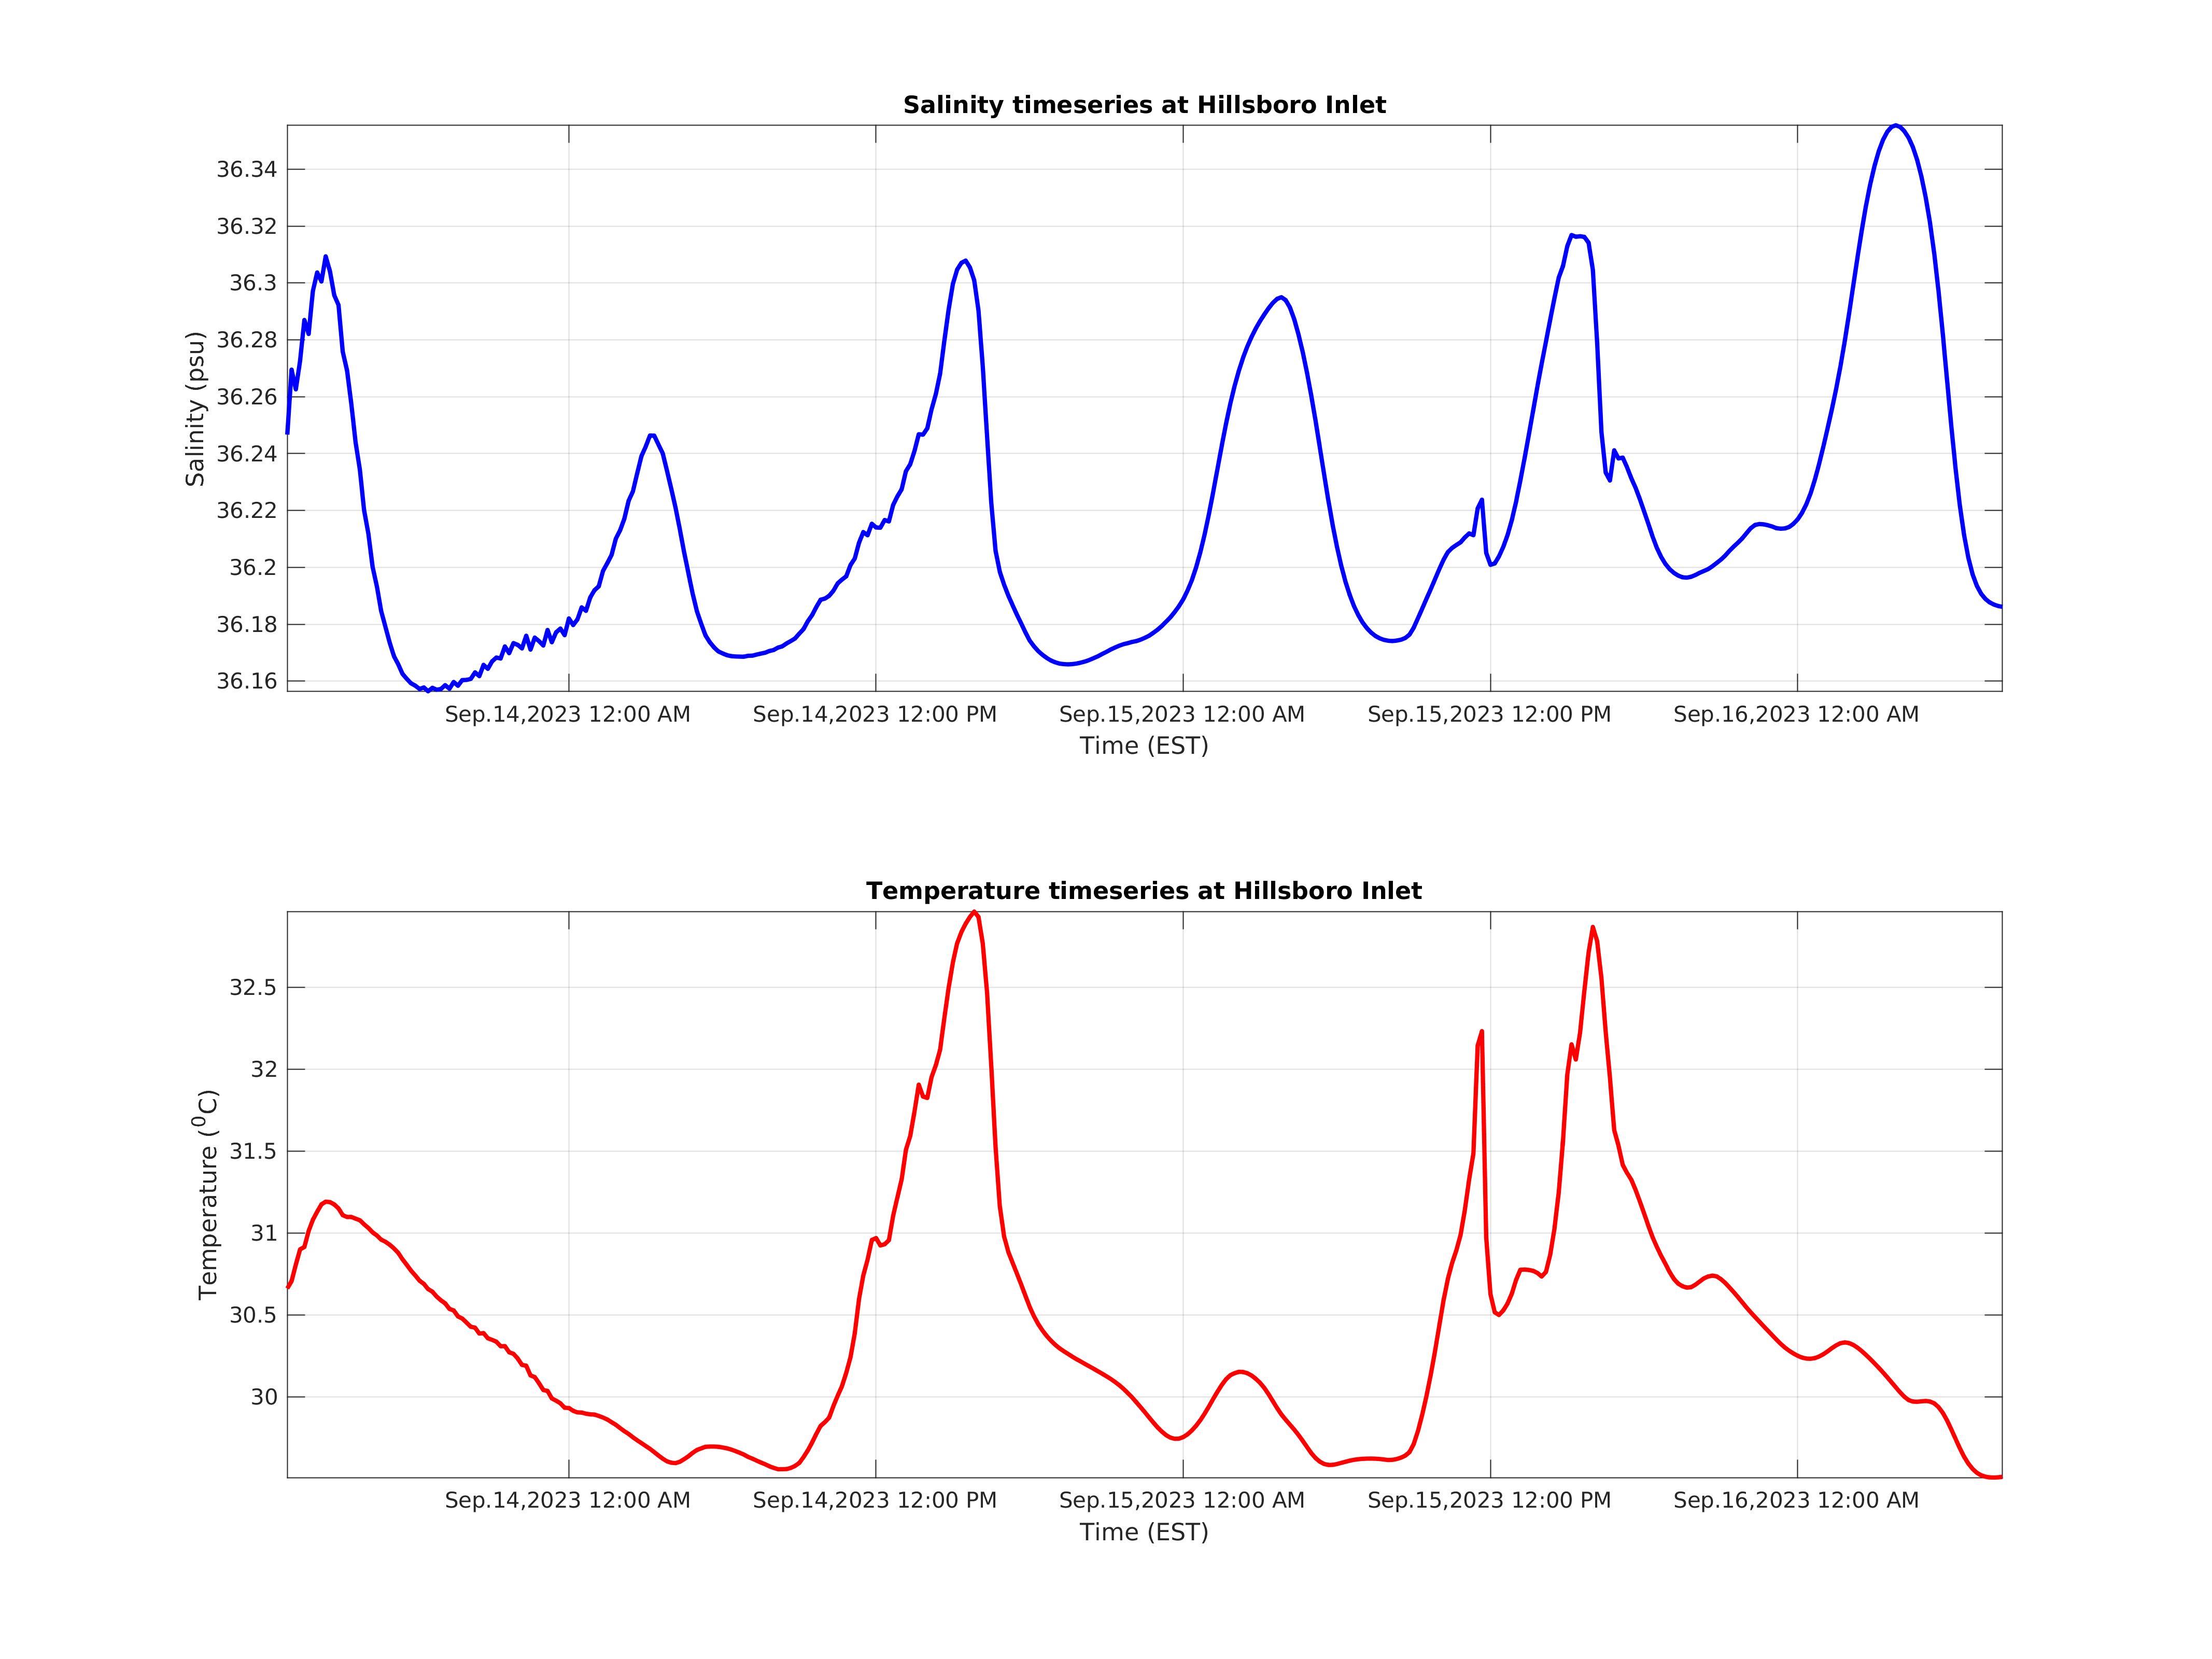 Salinity timeseries at Hillsboro Inlet
36.34
36.32
36.3
36.28
36.26
36.24
36.22
36.2
36.18
36.16
Salinity (psu)
Sep.14,2023 12:00 AM
Sep.14,2023 12:00 PM
Sep.15,2023 12:00 AM
Sep.15,2023 12:00 PM
Sep.16,2023 12:00 AM
Time (EST)
Temperature timeseries at Hillsboro Inlet
32.5
32
31.5
31
30.5
30
Temperature (⁰C)
Sep.14,2023 12:00 AM
Sep.14,2023 12:00 PM
Sep.15,2023 12:00 AM
Sep.15,2023 12:00 PM
Sep.16,2023 12:00 AM
Time (EST)